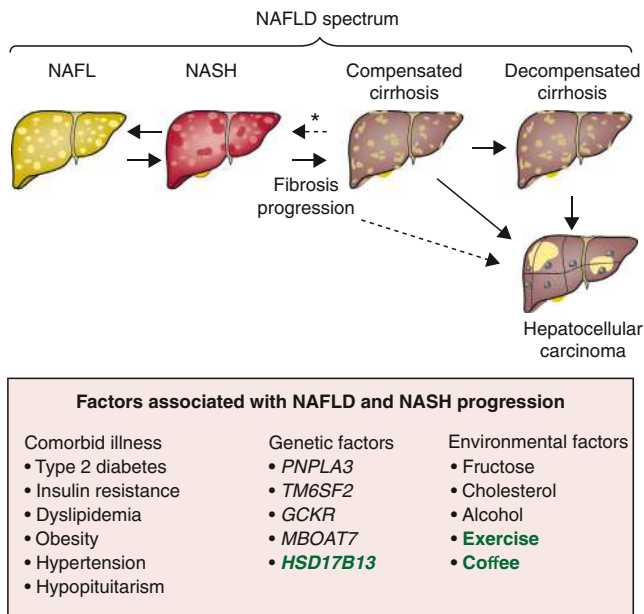 NAFLD spectrum
NAFL
NASH
Compensated
cirrhosis
Decompensated
cirrhosis
*
Fibrosis
progression
Hepatocellular
carcinoma
Factors associated with NAFLD and NASH progression
Comorbid illness
• Type 2 diabetes
• Insulin resistance
• Dyslipidemia
• Obesity
• Hypertension
• Hypopituitarism
Genetic factors
• PNPLA3
• TM6SF2
• GCKR
• MBOAT7
• HSD17B13
Environmental factors
• Fructose
• Cholesterol
• Alcohol
• Exercise
• Coffee